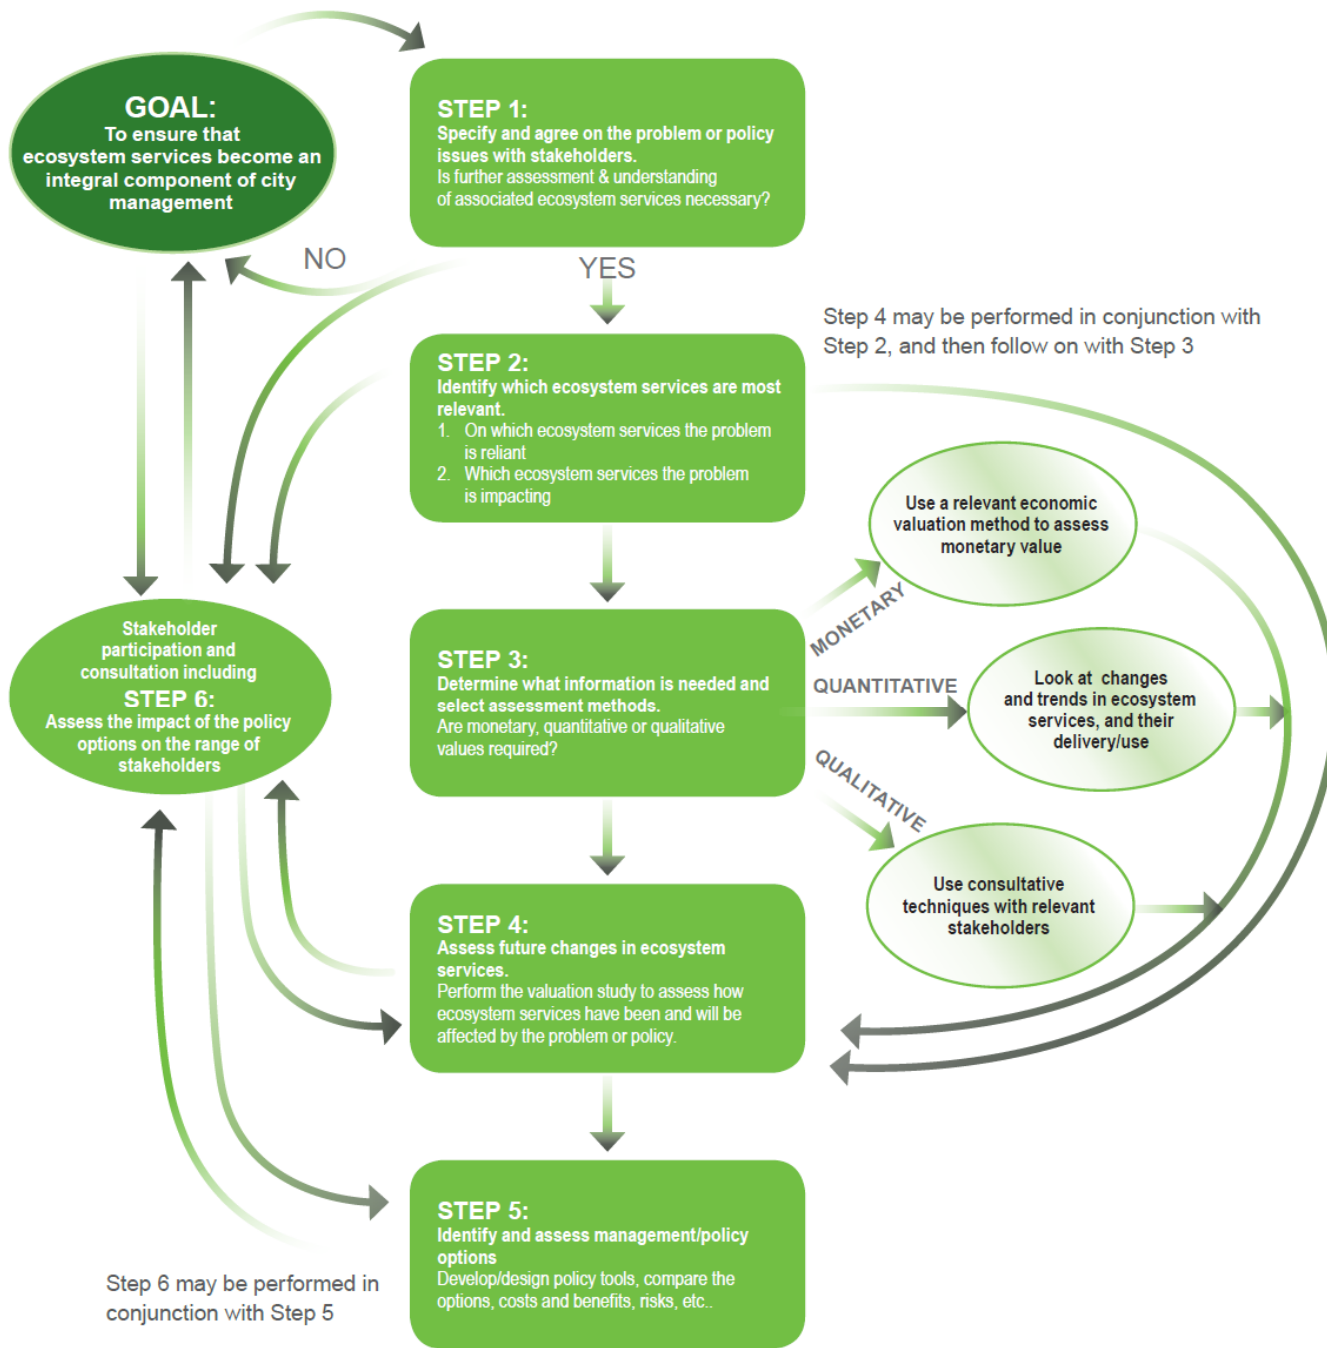 GOAL:
To ensure that
ecosystem services become an
integral component of city
management
STEP 1:
Specify and agree on the problem or policy
issues with stakeholders.
Is further assessment & understanding
of associated ecosystem services necessary?
NO
YES
Step 4 may be performed in conjunction with
Step 2, and then follow on with Step 3
STEP 2:
Identify which ecosystem services are most
relevant.
1. On which ecosystem services the problem
is reliant
2. Which ecosystem services the problem
is impacting
Use a relevant economic
valuation method to assess
monetary value
MONETARY
Stakeholder
participation and
consultation including
STEP 6:
Assess the impact of the policy
options on the range of
stakeholders
STEP 3:
Determine what information is needed and
select assessment methods.
Are monetary, quantitative or qualitative
values required?
QUANTITATIVE
Look at changes
and trends in ecosystem
services, and their
delivery/use
QUALITATIVE
Use consultative
techniques with relevant
stakeholders
STEP 4:
Assess future changes in ecosystem
services.
Perform the valuation study to assess how
ecosystem services have been and will be
affected by the problem or policy.
STEP 5:
Identify and assess management/policy
options
Develop/design policy tools, compare the
options, costs and benefits, risks, etc..
Step 6 may be performed in
conjunction with Step 5